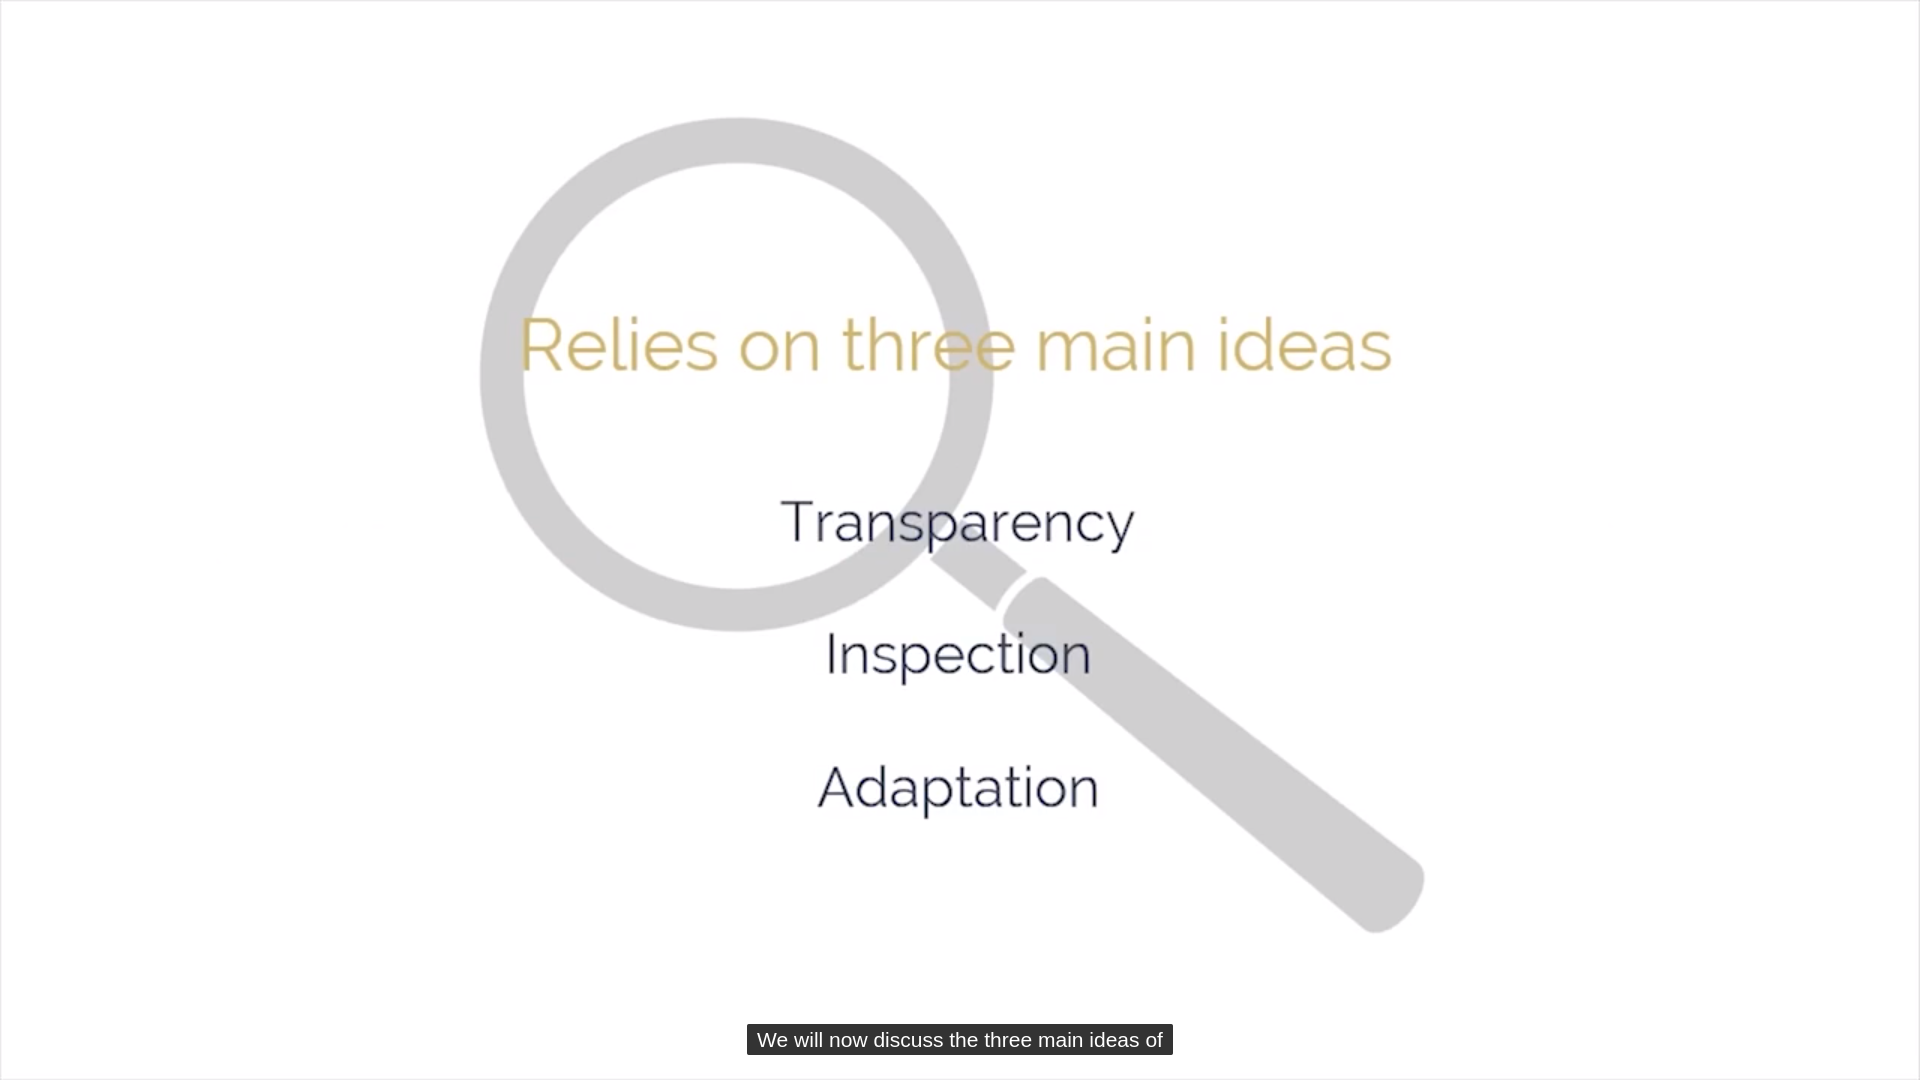 Relies on three main ideas
Transparency
Inspection
Adaptation
We will now discuss the three main ideas of